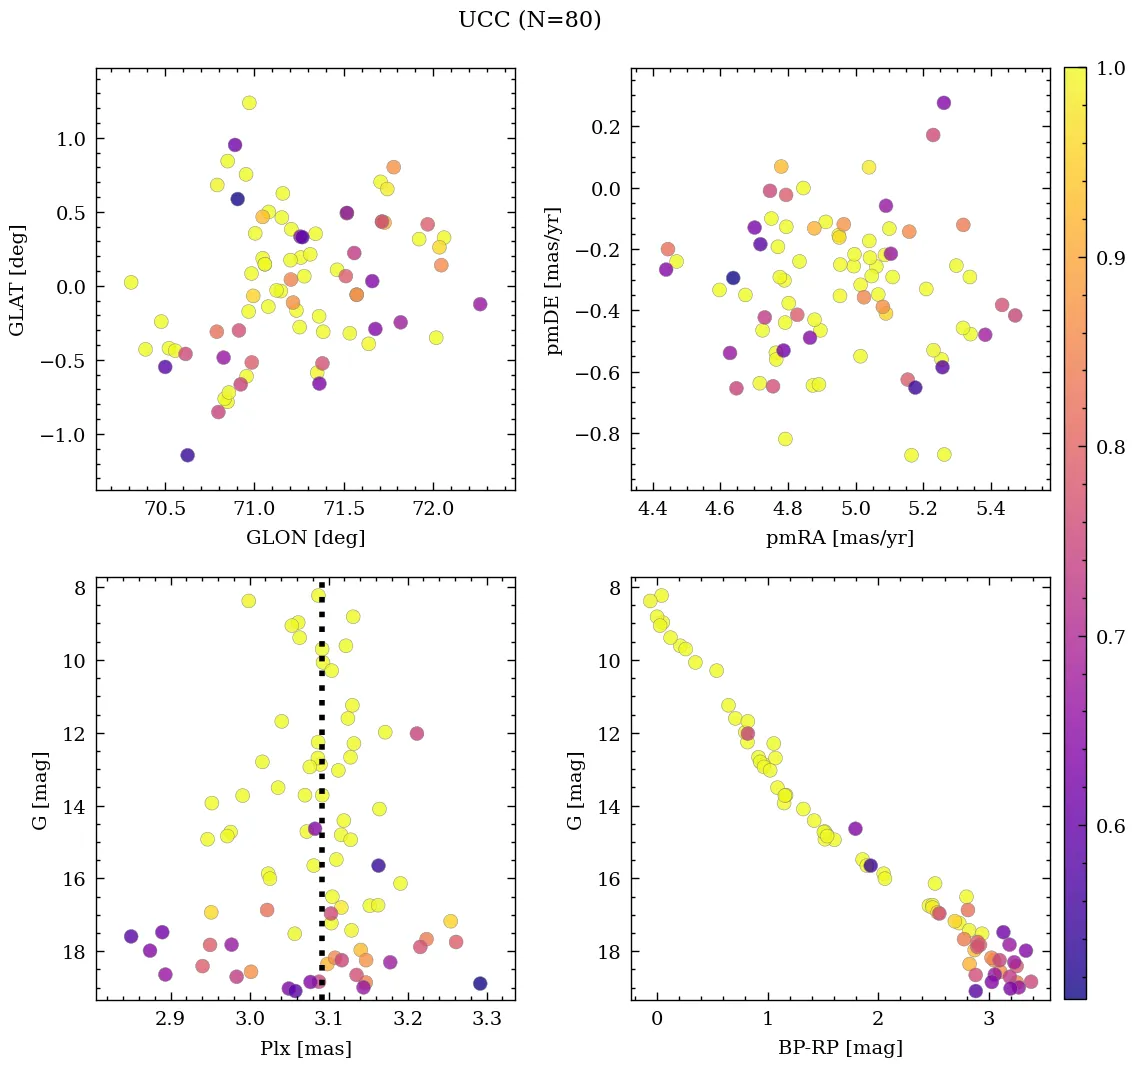 UCC (N=80)
1.0
0.5
0.0
−0.5
−1.0
GLAT [deg]
70.5 71.0 71.5 72.0
GLON [deg]
0.2
0.0
−0.2
−0.4
−0.6
−0.8
pmDE [mas/yr]
4.4 4.6 4.8 5.0 5.2 5.4
pmRA [mas/yr]
8
10
12
14
16
18
G [mag]
2.9 3.0 3.1 3.2 3.3
Plx [mas]
8
10
12
14
16
18
G [mag]
0 1 2 3
BP-RP [mag]
1.0
0.9
0.8
0.7
0.6